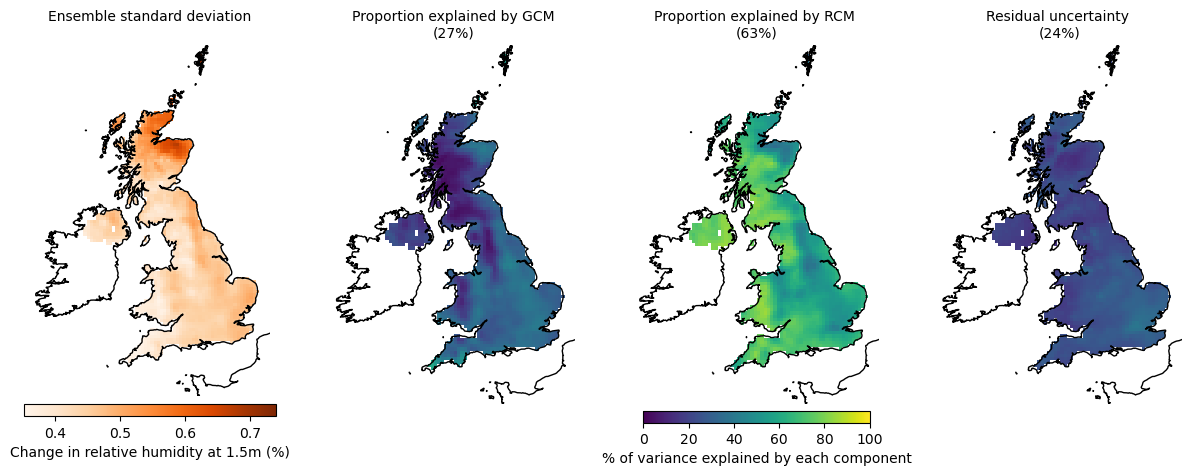 Ensemble standard deviation
Proportion explained by GCM
(27%)
Proportion explained by RCM
(63%)
Residual uncertainty
(24%)
0.4 0.5 0.6 0.7
Change in relative humidity at 1.5m (%)
0 20 40 60 80 100
% of variance explained by each component